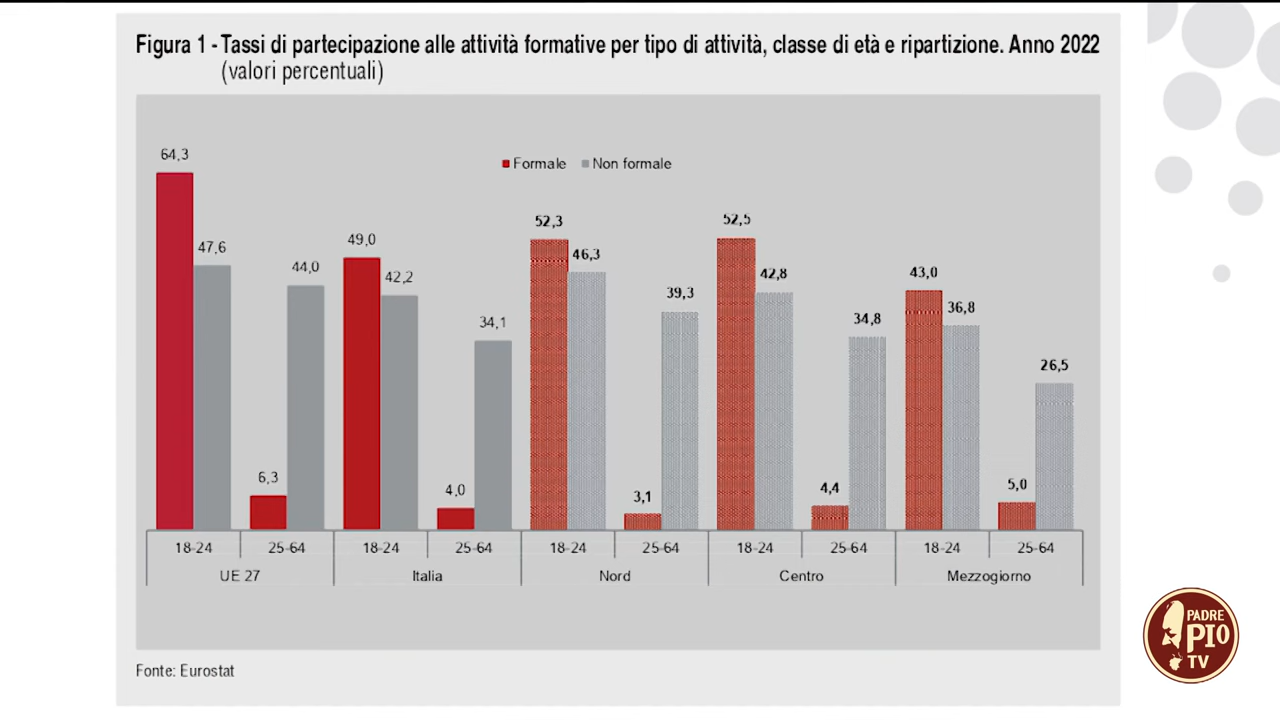 Figura 1 - Tassi di partecipazione alle attività formative per tipo di attività, classe di età e ripartizione. Anno 2022
(valori percentuali)
Formale Non formale
64,3
47,6
6,3
44,0
49,0
42,2
4,0
34,1
52,3
46,3
3,1
39,3
52,5
42,8
4,4
34,8
43,0
36,8
5,0
26,5
18-24 25-64 18-24 25-64 18-24 25-64 18-24 25-64 18-24 25-64
UE 27 Italia Nord Centro Mezzogiorno
Fonte: Eurostat
PADRE
PIO
TV